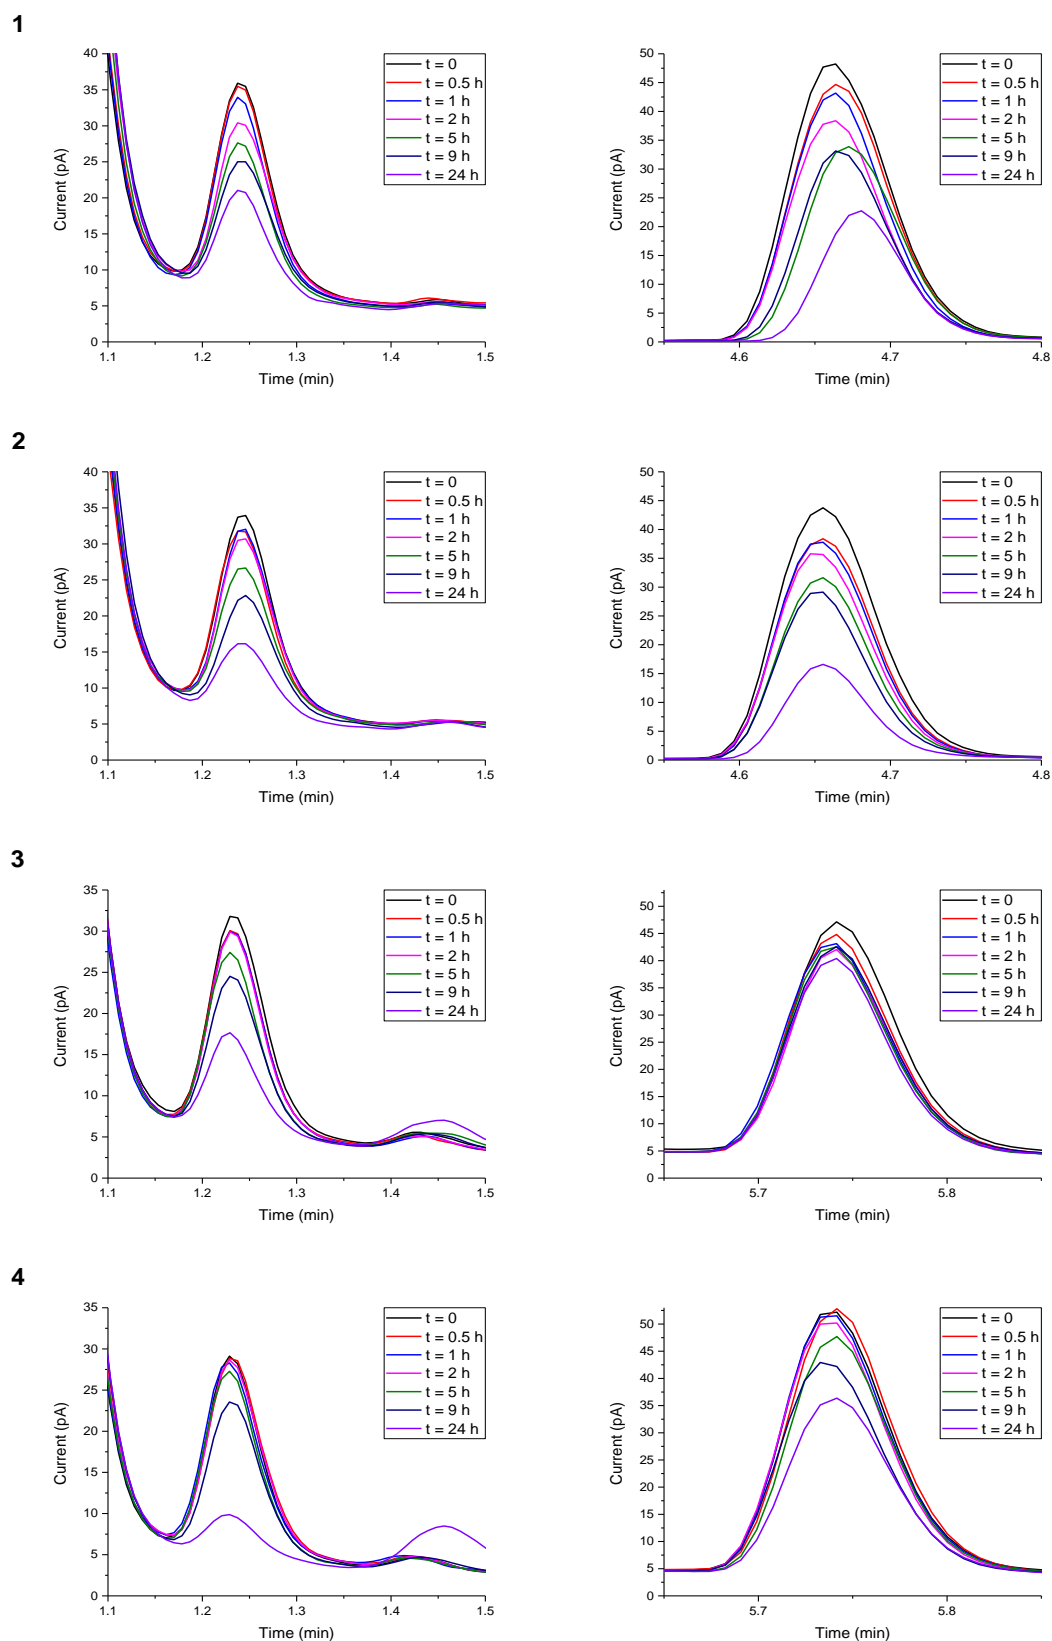 1
40
35
30
25
20
15
10
5
0
Current (pA)
1.1
1.2
1.3
1.4
1.5
Time (min)
t = 0
t = 0.5 h
t = 1 h
t = 2 h
t = 5 h
t = 9 h
t = 24 h
50
45
40
35
30
25
20
15
10
5
0
Current (pA)
4.6
4.7
4.8
Time (min)
t = 0
t = 0.5 h
t = 1 h
t = 2 h
t = 5 h
t = 9 h
t = 24 h
2
40
35
30
25
20
15
10
5
0
Current (pA)
1.1
1.2
1.3
1.4
1.5
Time (min)
t = 0
t = 0.5 h
t = 1 h
t = 2 h
t = 5 h
t = 9 h
t = 24 h
50
45
40
35
30
25
20
15
10
5
0
Current (pA)
4.6
4.7
4.8
Time (min)
t = 0
t = 0.5 h
t = 1 h
t = 2 h
t = 5 h
t = 9 h
t = 24 h
3
35
30
25
20
15
10
5
0
Current (pA)
1.1
1.2
1.3
1.4
1.5
Time (min)
t = 0
t = 0.5 h
t = 1 h
t = 2 h
t = 5 h
t = 9 h
t = 24 h
50
45
40
35
30
25
20
15
10
5
0
Current (pA)
5.7
5.8
Time (min)
t = 0
t = 0.5 h
t = 1 h
t = 2 h
t = 5 h
t = 9 h
t = 24 h
4
35
30
25
20
15
10
5
0
Current (pA)
1.1
1.2
1.3
1.4
1.5
Time (min)
t = 0
t = 0.5 h
t = 1 h
t = 2 h
t = 5 h
t = 9 h
t = 24 h
50
45
40
35
30
25
20
15
10
5
0
Current (pA)
5.7
5.8
Time (min)
t = 0
t = 0.5 h
t = 1 h
t = 2 h
t = 5 h
t = 9 h
t = 24 h